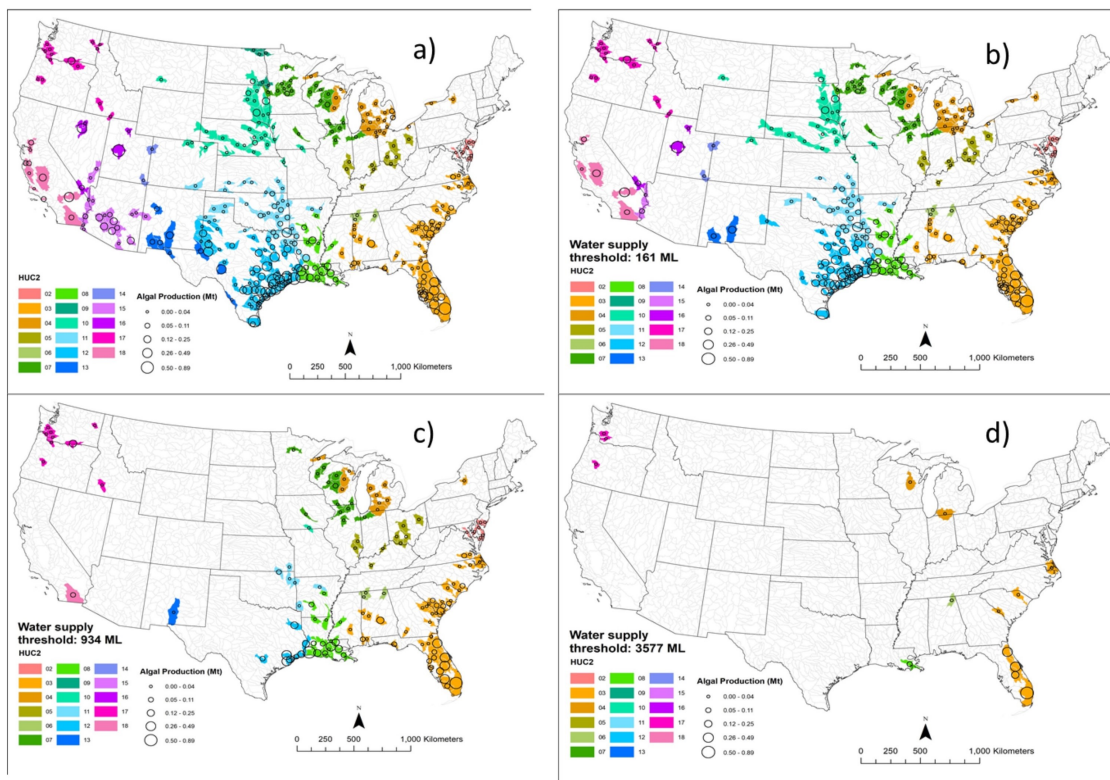 a)
HUC2
02 08 14
03 09 15
04 10 16
05 11 17
06 12 18
07 13
Algal Production (Mt)
0.00 - 0.04
0.05 - 0.11
0.12 - 0.25
0.26 - 0.49
0.50 - 0.89
N
0 250 500 1,000 Kilometers
b)
Water supply
threshold: 161 ML
HUC2
02 08 14
03 09 15
04 10 16
05 11 17
06 12 18
07 13
Algal Production (Mt)
0.00 - 0.04
0.05 - 0.11
0.12 - 0.25
0.26 - 0.49
0.50 - 0.89
N
0 250 500 1,000 Kilometers
c)
Water supply
threshold: 934 ML
HUC2
02 08 14
03 09 15
04 10 16
05 11 17
06 12 18
07 13
Algal Production (Mt)
0.00 - 0.04
0.05 - 0.11
0.12 - 0.25
0.26 - 0.49
0.50 - 0.89
N
0 250 500 1,000 Kilometers
d)
Water supply
threshold: 3577 ML
HUC2
02 08 14
03 09 15
04 10 16
05 11 17
06 12 18
07 13
Algal Production (Mt)
0.00 - 0.04
0.05 - 0.11
0.12 - 0.25
0.26 - 0.49
0.50 - 0.89
N
0 250 500 1,000 Kilometers